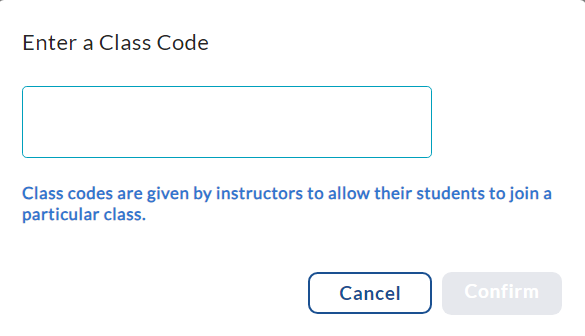 Enter a Class Code
Class codes are given by instructors to allow their students to join a
particular class.
Cancel
Confirm